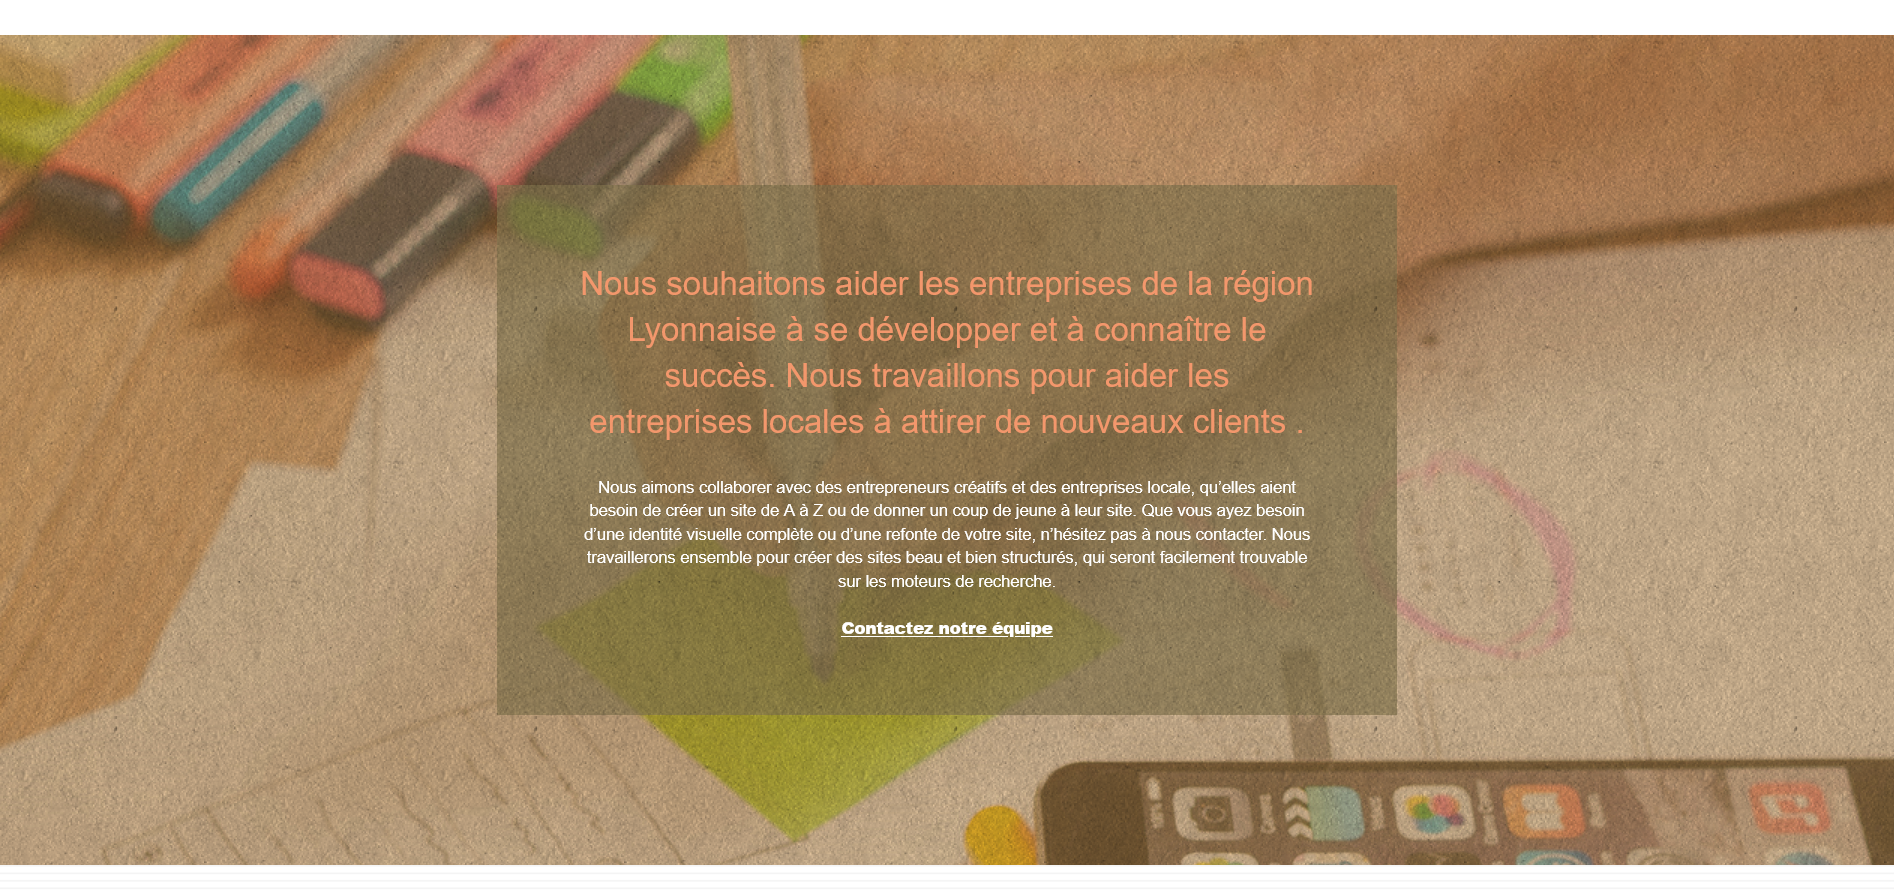 Nous souhaitons aider les entreprises de la région
Lyonnaise à se développer et à connaître le
succès. Nous travaillons pour aider les
entreprises locales à attirer de nouveaux clients .
Nous aimons collaborer avec des entrepreneurs créatifs et des entreprises locale, qu’elles aient
besoin de créer un site de A à Z ou de donner un coup de jeune à leur site. Que vous ayez besoin
d’une identité visuelle complète ou d’une refonte de votre site, n’hésitez pas à nous contacter. Nous
travaillerons ensemble pour créer des sites beau et bien structurés, qui seront facilement trouvable
sur les moteurs de recherche.
Contactez notre équipe